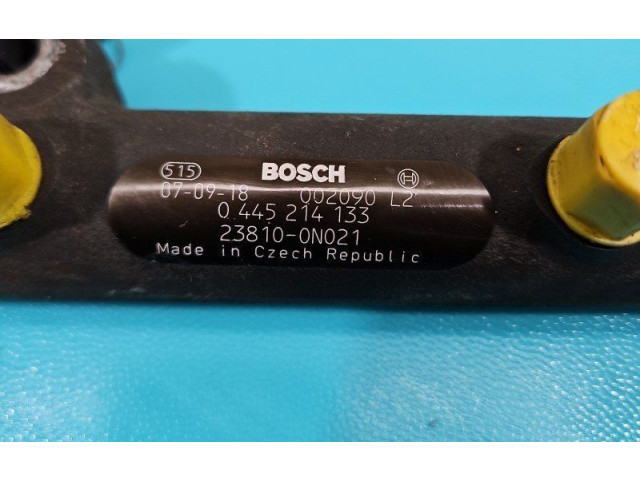 515 BOSCH
07-09-18 002090 L2
0 445 214 133
23810-0N021
Made in Czech Republic